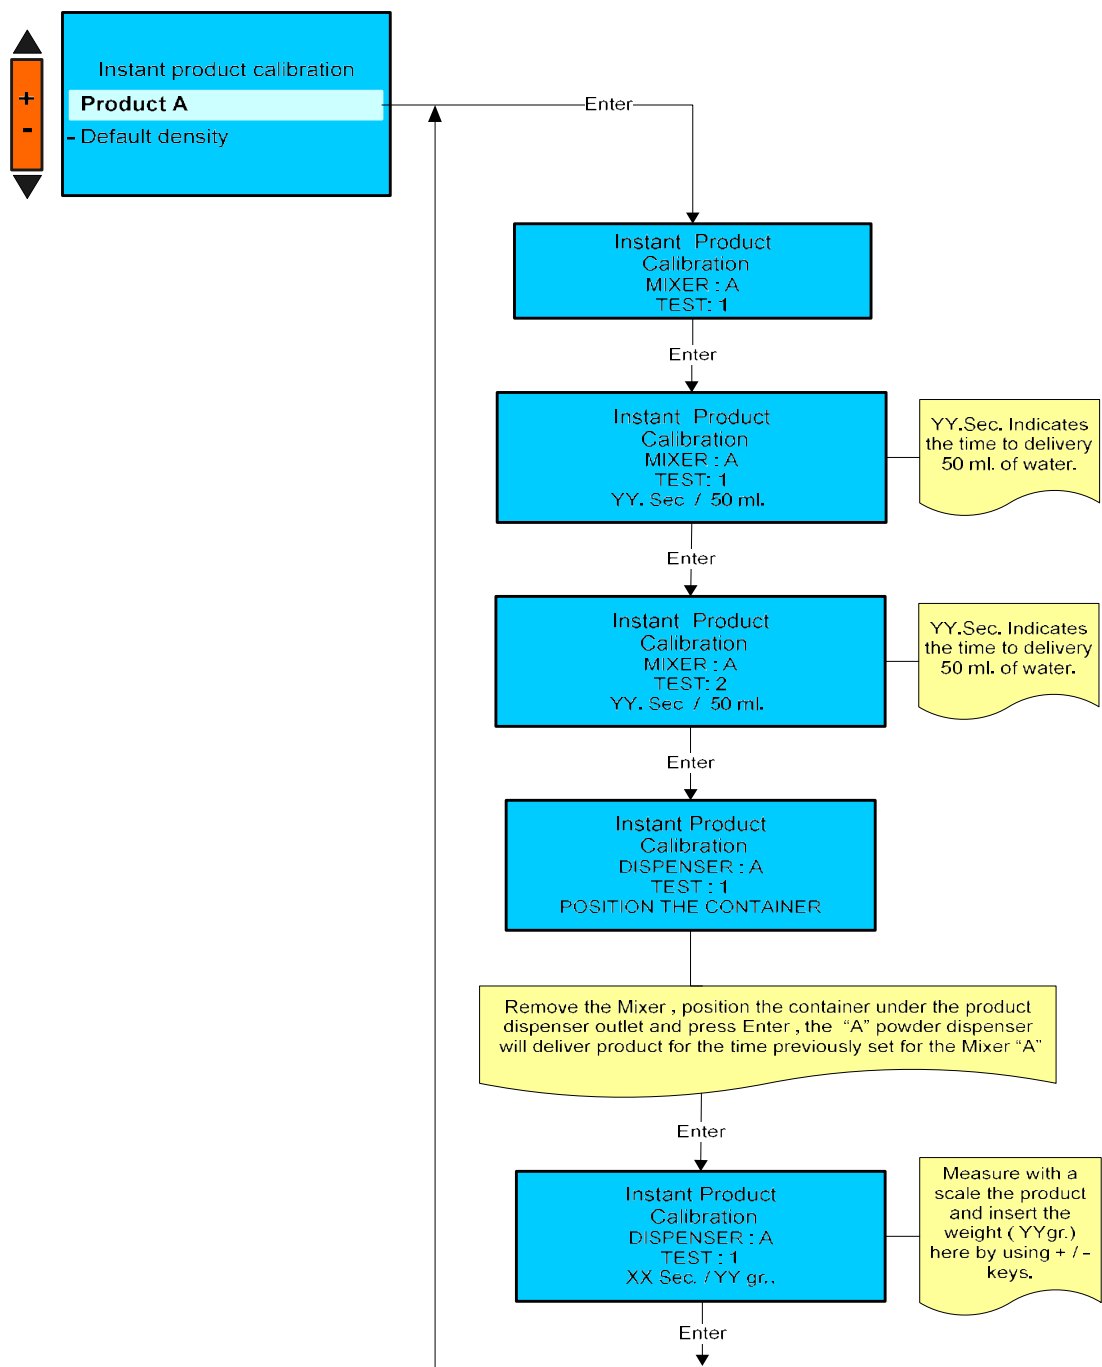 +
-
Instant product calibration
Product A
- Default density
Enter
Instant Product
Calibration
MIXER : A
TEST: 1
Enter
Instant Product
Calibration
MIXER : A
TEST: 1
YY. Sec / 50 ml.
YY.Sec. Indicates
the time to delivery
50 ml. of water.
Enter
Instant Product
Calibration
MIXER : A
TEST: 2
YY. Sec / 50 ml.
YY.Sec. Indicates
the time to delivery
50 ml. of water.
Enter
Instant Product
Calibration
DISPENSER : A
TEST : 1
POSITION THE CONTAINER
Remove the Mixer , position the container under the product
dispenser outlet and press Enter , the “A” powder dispenser
will deliver product for the time previously set for the Mixer “A”
Enter
Instant Product
Calibration
DISPENSER : A
TEST : 1
XX Sec. / YY gr..
Measure with a
scale the product
and insert the
weight ( YYgr.)
here by using + / -
keys.
Enter